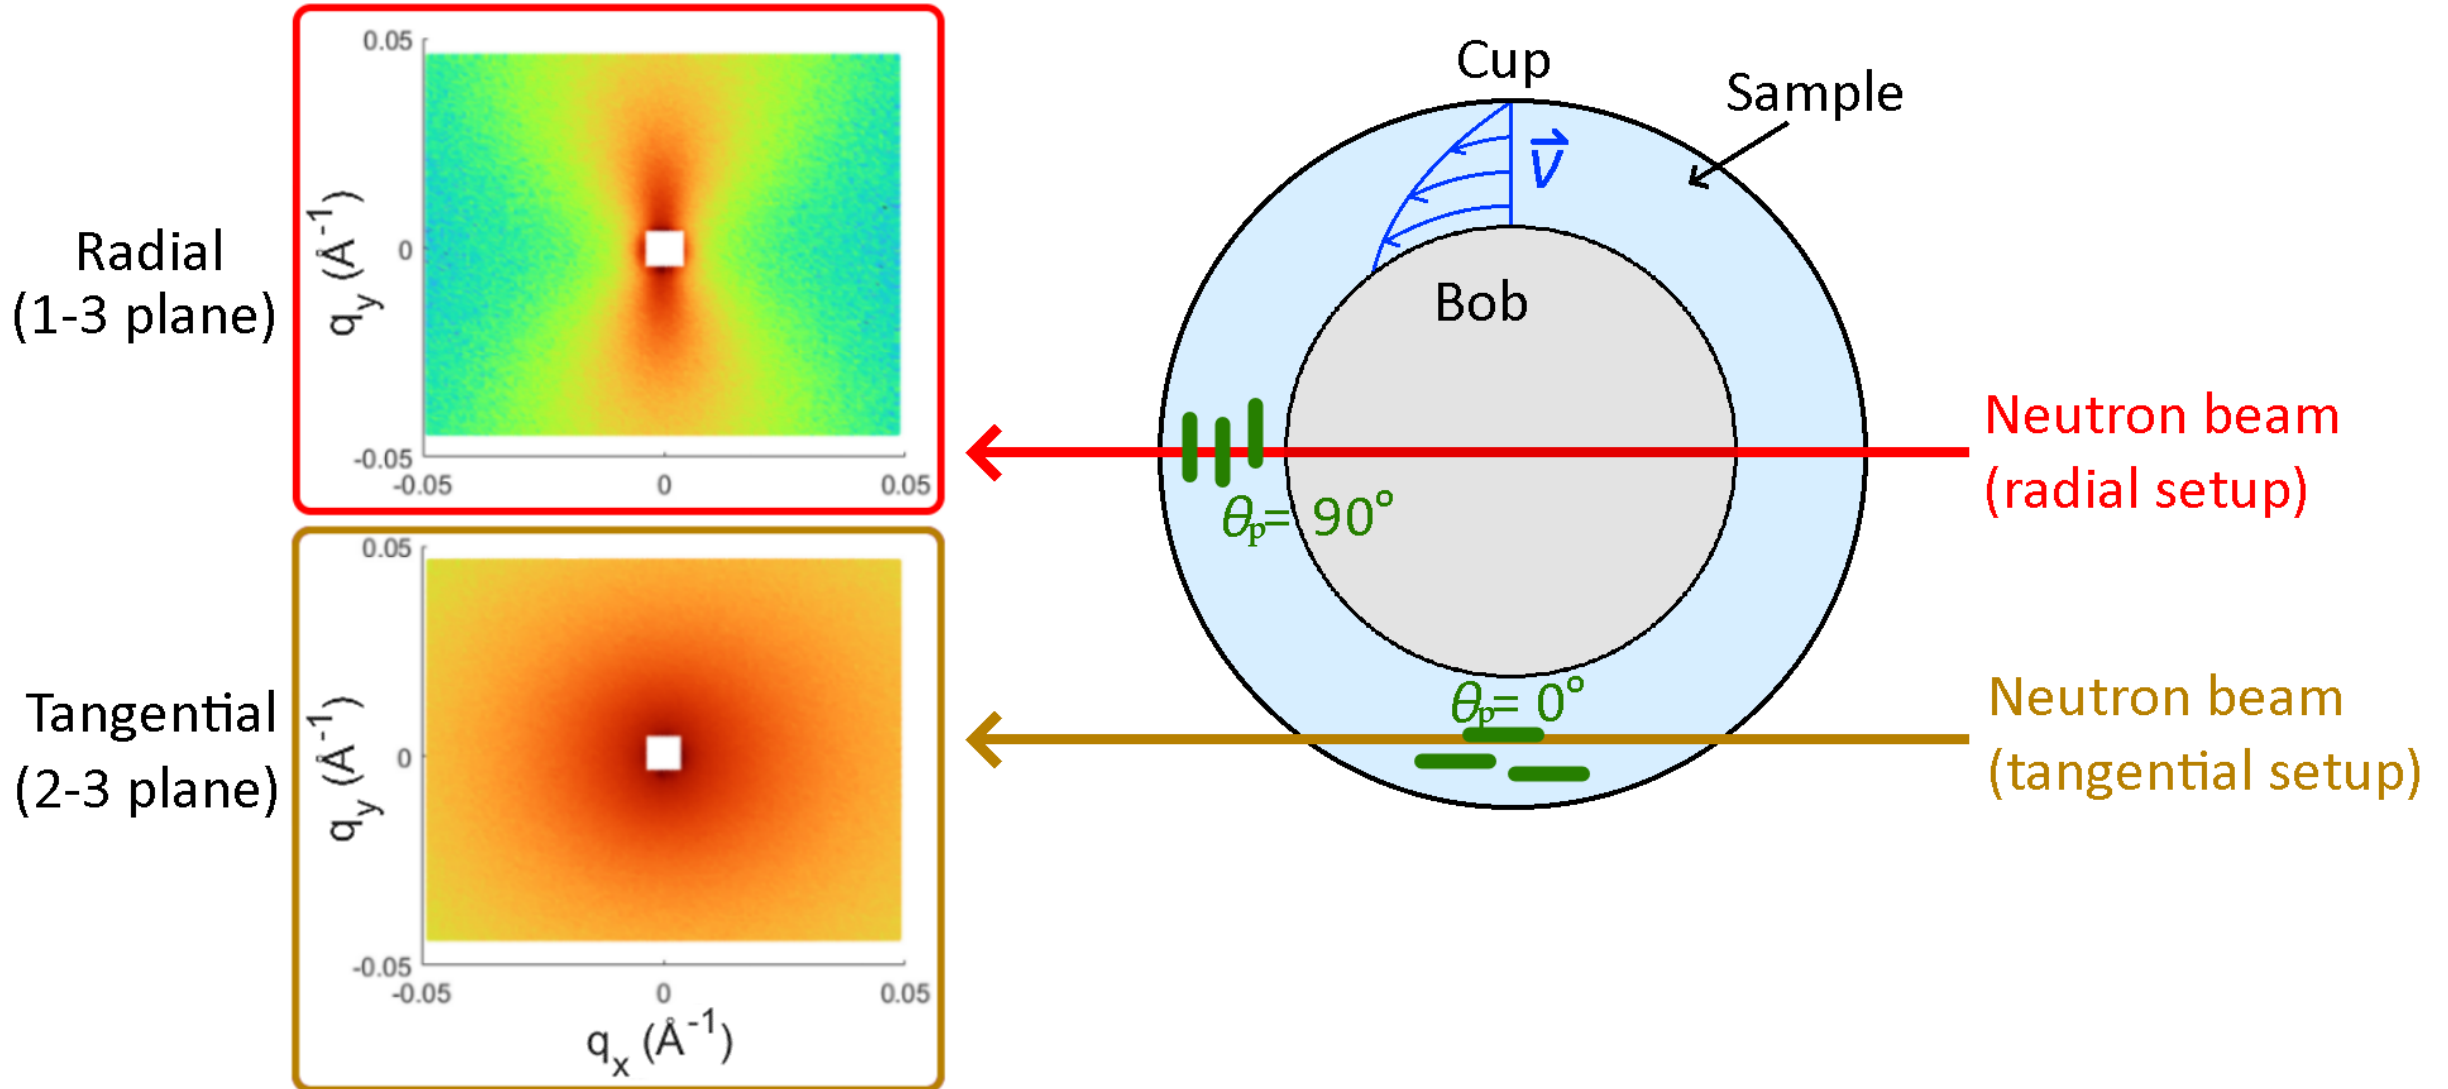 Radial
(1-3 plane)
0.05
0
-0.05
q_y (Å^-1)
-0.05
0
0.05
Tangential
(2-3 plane)
0.05
0
-0.05
q_y (Å^-1)
-0.05
0
0.05
q_x (Å^-1)
Cup
Sample
V⃗
Bob
θ_p= 90°
θ_p= 0°
Neutron beam
(radial setup)
Neutron beam
(tangential setup)